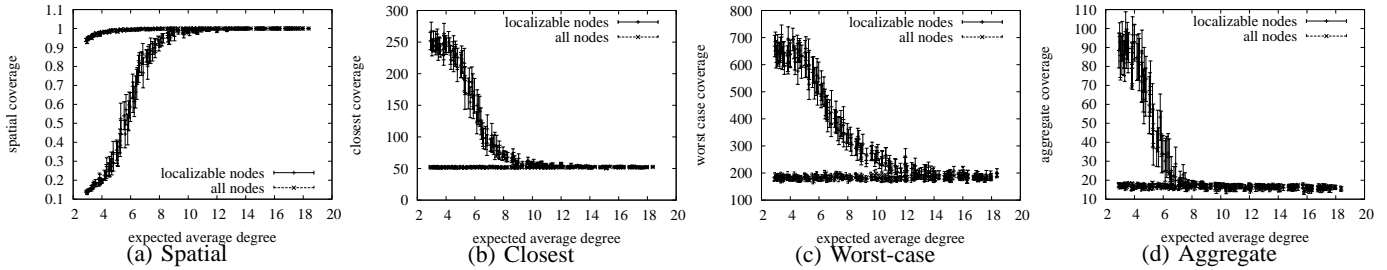 spatial coverage
1.1
1
0.9
0.8
0.7
0.6
0.5
0.4
0.3
0.2
0.1
localizable nodes
all nodes
2 4 6 8 10 12 14 16 18 20
expected average degree
(a) Spatial
closest coverage
300
250
200
150
100
50
0
localizable nodes
all nodes
2 4 6 8 10 12 14 16 18 20
expected average degree
(b) Closest
worst case coverage
800
700
600
500
400
300
200
100
localizable nodes
all nodes
2 4 6 8 10 12 14 16 18 20
expected average degree
(c) Worst-case
aggregate coverage
110
100
90
80
70
60
50
40
30
20
10
localizable nodes
all nodes
2 4 6 8 10 12 14 16 18 20
expected average degree
(d) Aggregate